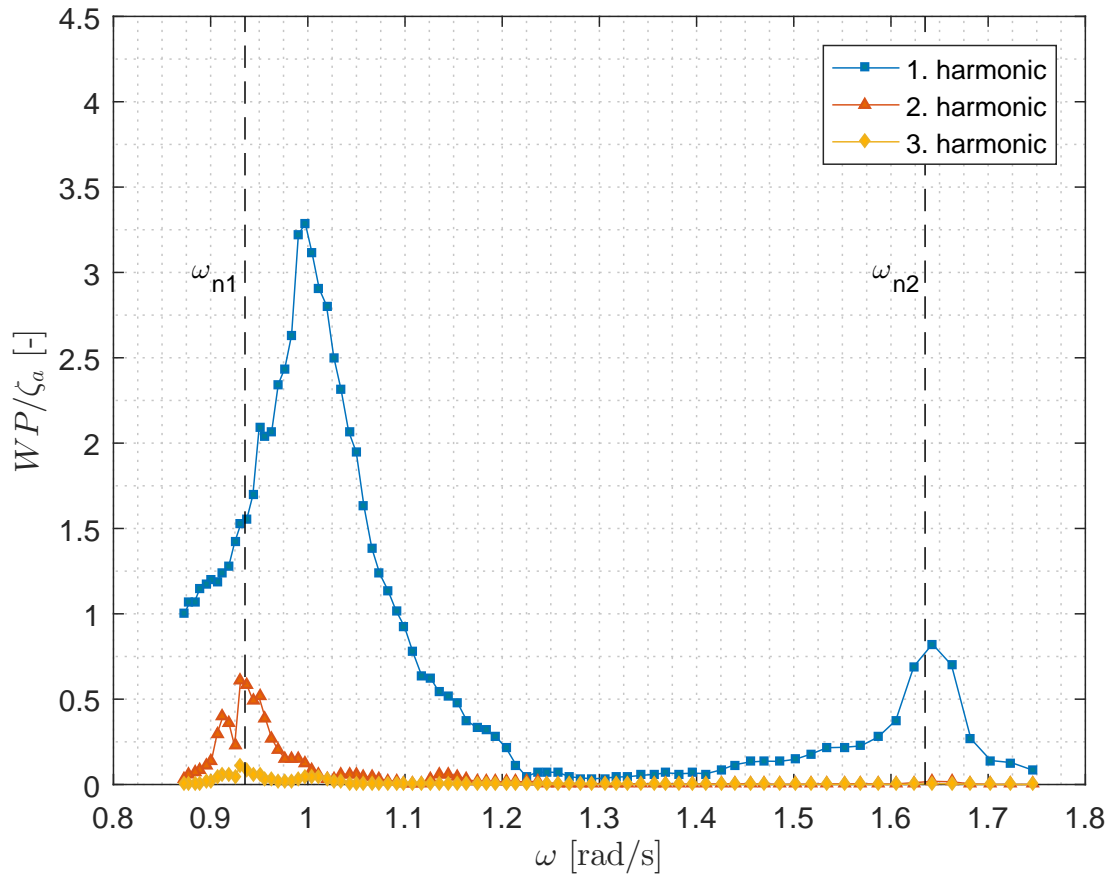 4.5
4
3.5
3
2.5
2
1.5
1
0.5
0
WP/ζₐ [-]
1. harmonic
2. harmonic
3. harmonic
ωn1
ωn2
0.8 0.9 1 1.1 1.2 1.3 1.4 1.5 1.6 1.7 1.8
ω [rad/s]